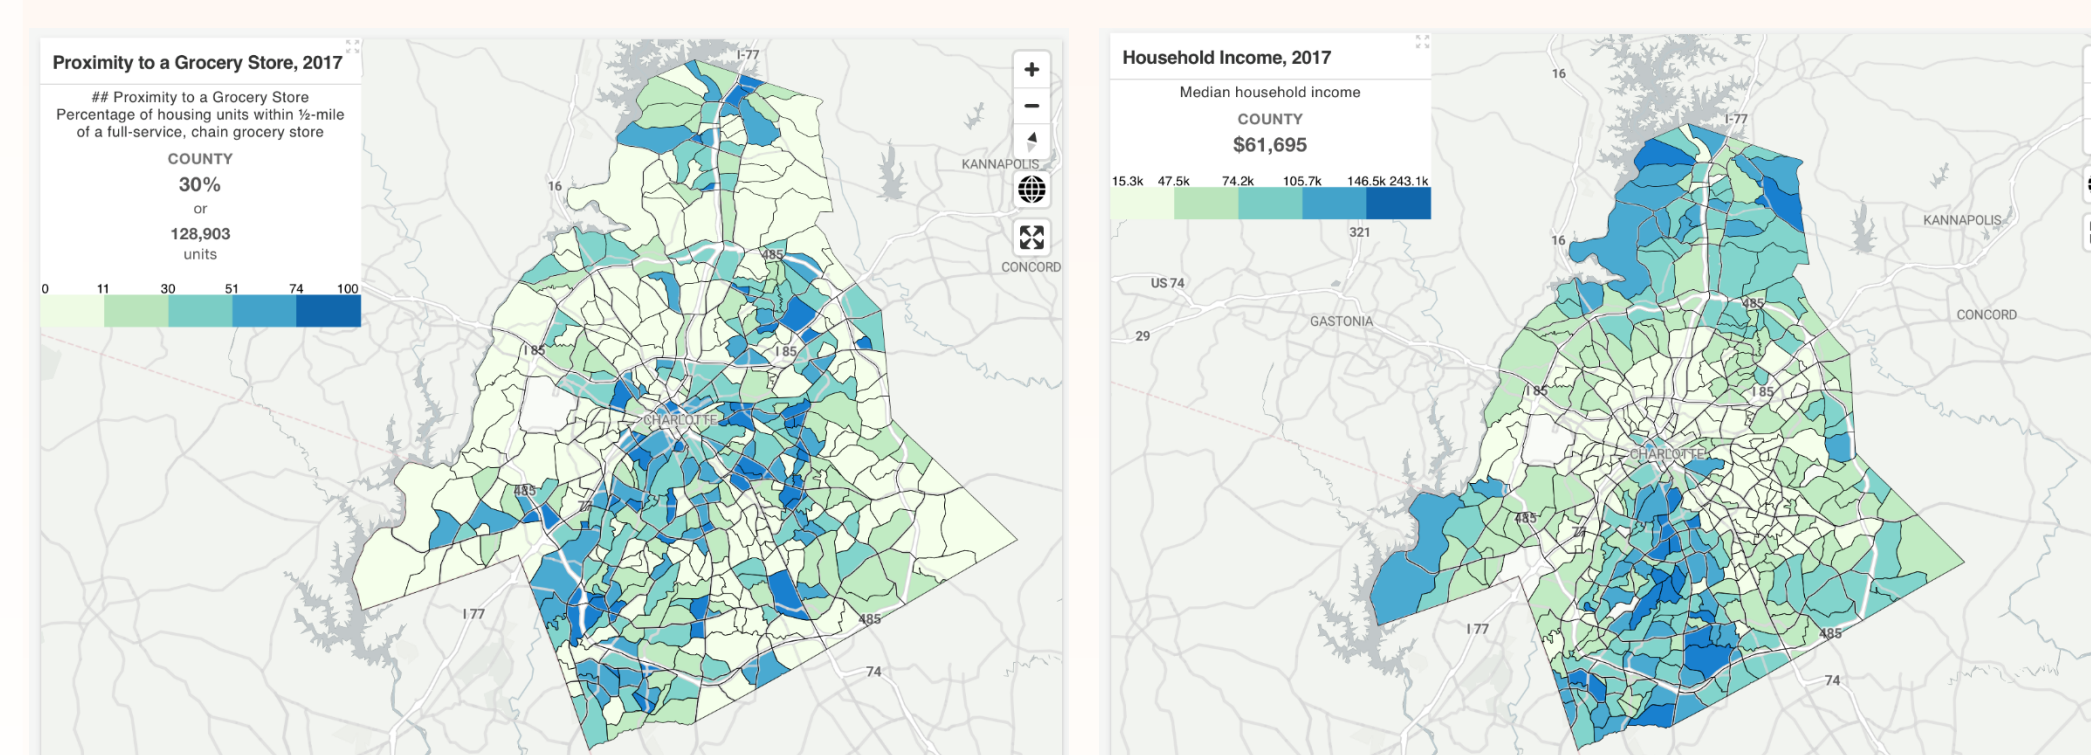 Proximity to a Grocery Store, 2017
## Proximity to a Grocery Store
Percentage of housing units within ½-mile
of a full-service, chain grocery store
COUNTY
30%
or
128,903
units
0 11 30 51 74 100
I-77
16
KANNAPOLIS
CONCORD
485
I 85
I 85
CHARLOTTE
485
77
I 77
485
74
Household Income, 2017
Median household income
COUNTY
$61,695
15.3k 47.5k 74.2k 105.7k 146.5k 243.1k
16
I-77
321
16
KANNAPOLIS
US 74
485
GASTONIA
CONCORD
29
I 85
I 85
CHARLOTTE
485
77
I 77
485
74